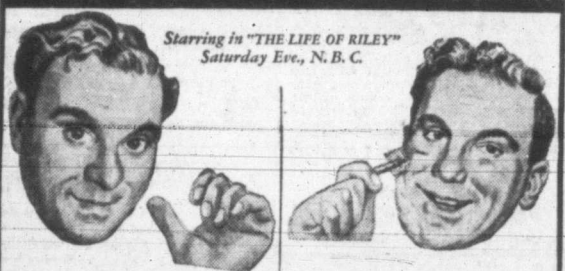 Starring in "THE LIFE OF RILEY"
Saturday Eve., N. B. C.